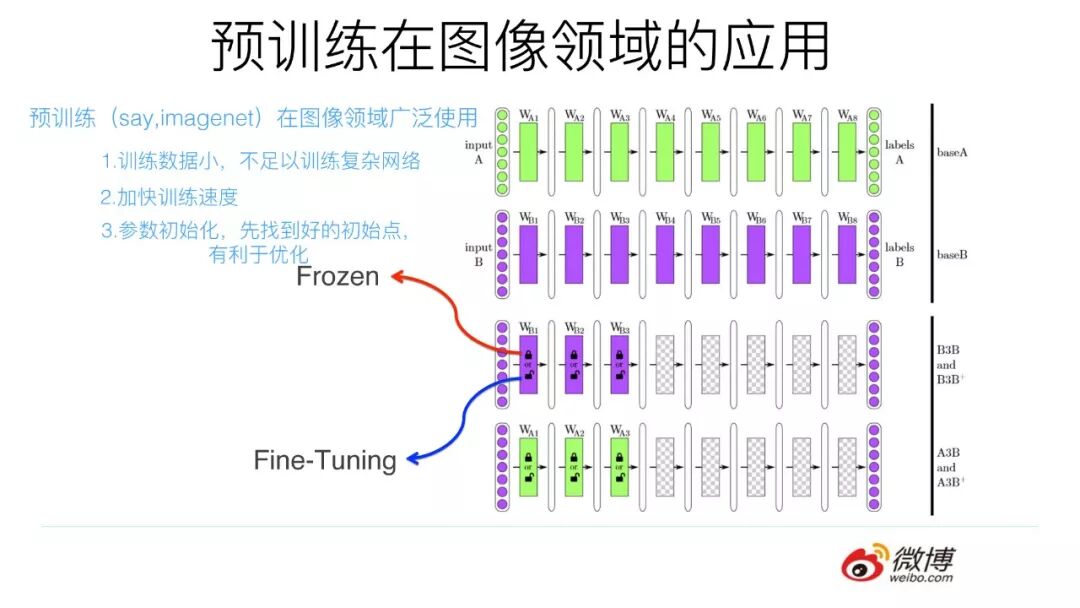 预训练在图像领域的应用
预训练（say,imagenet）在图像领域广泛使用
1.训练数据小，不足以训练复杂网络
2.加快训练速度
3.参数初始化，先找到好的初始点，
有利于优化
Frozen
Fine-Tuning
WA1 WA2 WA3 WA4 WA5 WA6 WA7 WA8
input
A
labels
A
baseA
WB1 WB2 WB3 WB4 WB5 WB6 WB7 WB8
input
B
labels
B
baseB
WB1 WB2 WB3
or or or
B3B
and
B3B+
WA1 WA2 WA3
or or or
A3B
and
A3B+
微博
weibo.com